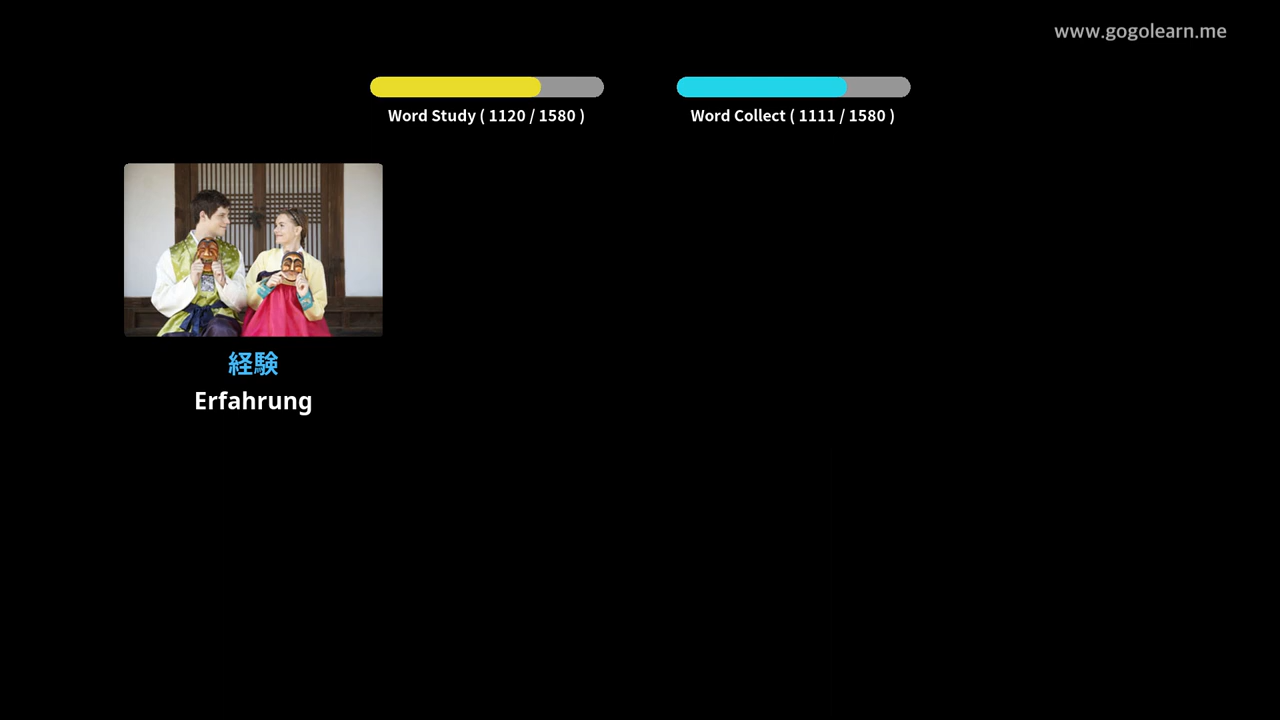 www.gogolearn.me
Word Study ( 1120 / 1580 )
Word Collect ( 1111 / 1580 )
経験
Erfahrung